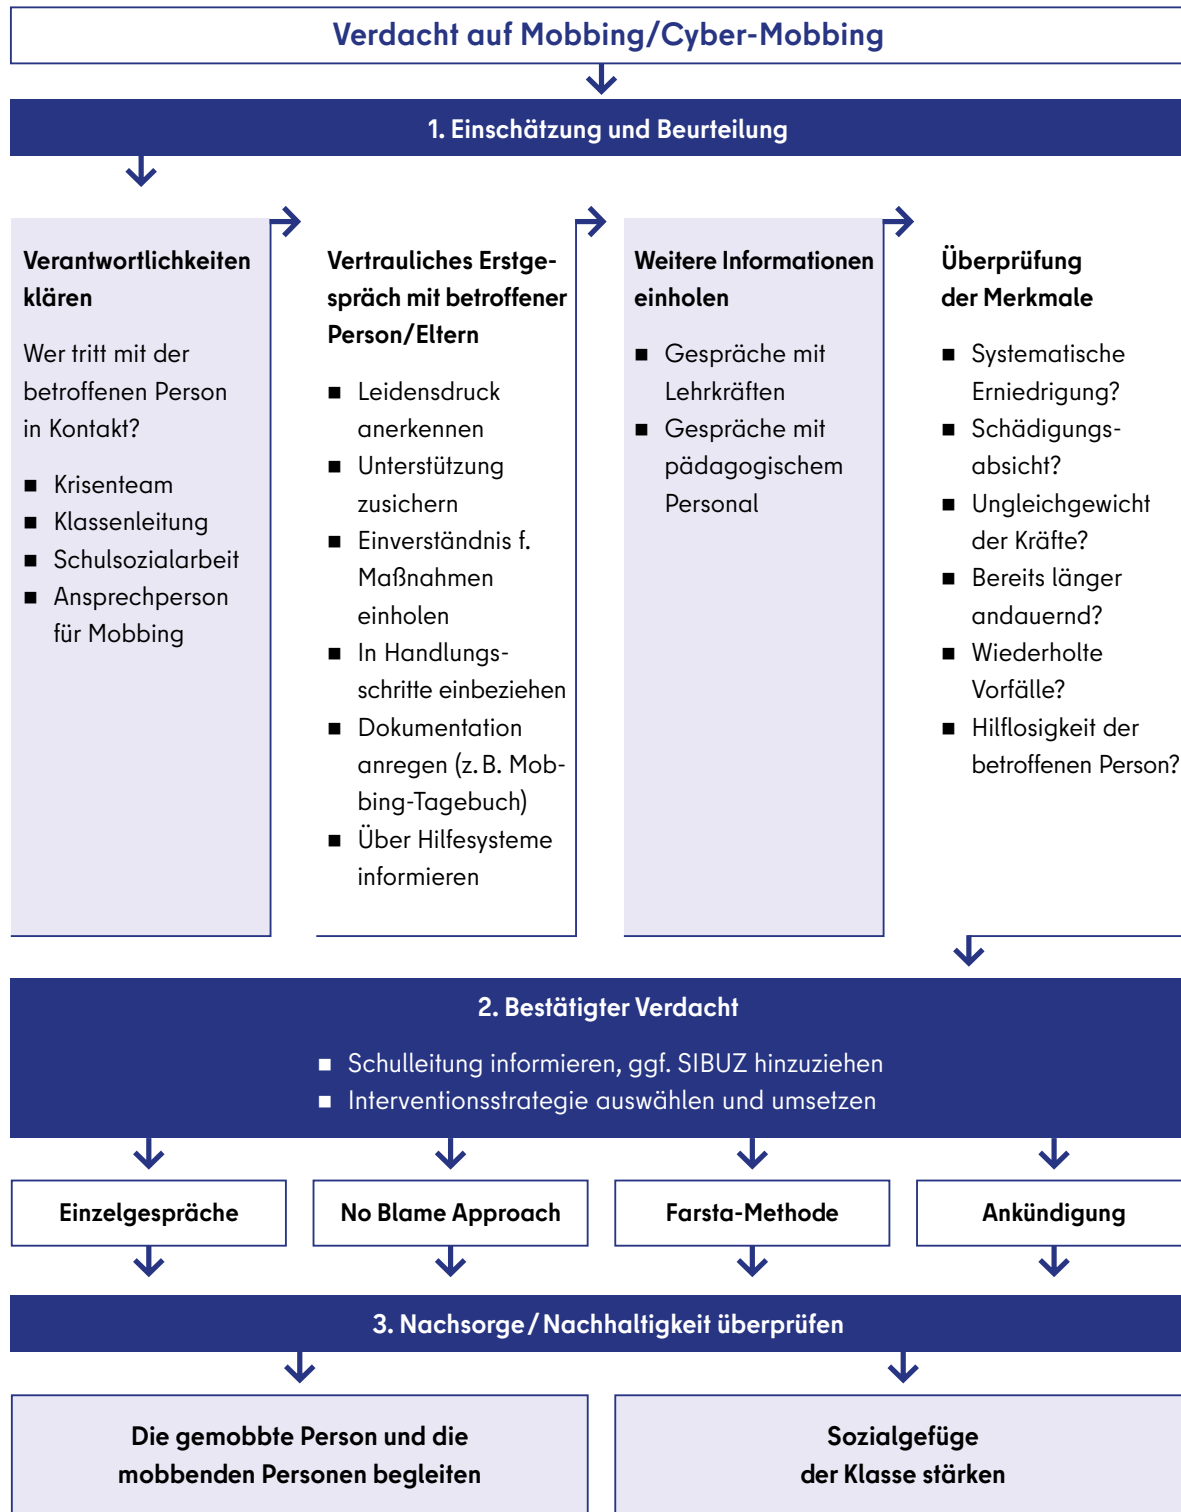 Verdacht auf Mobbing/Cyber-Mobbing
1. Einschätzung und Beurteilung
Verantwortlichkeiten
klären
Wer tritt mit der
betroffenen Person
in Kontakt?
■ Krisenteam
■ Klassenleitung
■ Schulsozialarbeit
■ Ansprechperson
für Mobbing
Vertrauliches Erstge-
spräch mit betroffener
Person/Eltern
■ Leidensdruck
anerkennen
■ Unterstützung
zusichern
■ Einverständnis f.
Maßnahmen
einholen
■ In Handlungs-
schritte einbeziehen
■ Dokumentation
anregen (z. B. Mob-
bing-Tagebuch)
■ Über Hilfesysteme
informieren
Weitere Informationen
einholen
■ Gespräche mit
Lehrkräften
■ Gespräche mit
pädagogischem
Personal
Überprüfung
der Merkmale
■ Systematische
Erniedrigung?
■ Schädigungs-
absicht?
■ Ungleichgewicht
der Kräfte?
■ Bereits länger
andauernd?
■ Wiederholte
Vorfälle?
■ Hilflosigkeit der
betroffenen Person?
2. Bestätigter Verdacht
■ Schulleitung informieren, ggf. SIBUZ hinzuziehen
■ Interventionsstrategie auswählen und umsetzen
Einzelgespräche
No Blame Approach
Farsta-Methode
Ankündigung
3. Nachsorge/Nachhaltigkeit überprüfen
Die gemobbte Person und die
mobbenden Personen begleiten
Sozialgefüge
der Klasse stärken